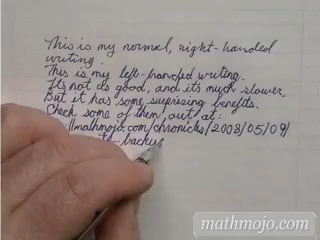 This is my normal, right-handed
writing.
This is my left-handed writing.
It's not as good, and it's much slower,
But it has some surprising benefits.
Check some of them out at:
//mathmojo.com/chronicles/2008/05/09/
backus
mathmojo.com